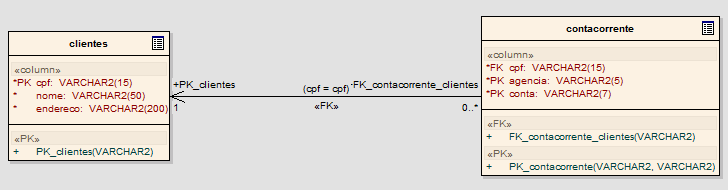 clientes
«column»
*PK cpf: VARCHAR2(15)
* nome: VARCHAR2(50)
* endereco: VARCHAR2(200)
«PK»
+ PK_clientes(VARCHAR2)
+PK_clientes
1
(cpf = cpf)
«FK»
-FK_contacorrente_clientes
0..*
contacorrente
«column»
*FK cpf: VARCHAR2(15)
*PK agencia: VARCHAR2(5)
*PK conta: VARCHAR2(7)
«FK»
+ FK_contacorrente_clientes(VARCHAR2)
«PK»
+ PK_contacorrente(VARCHAR2, VARCHAR2)